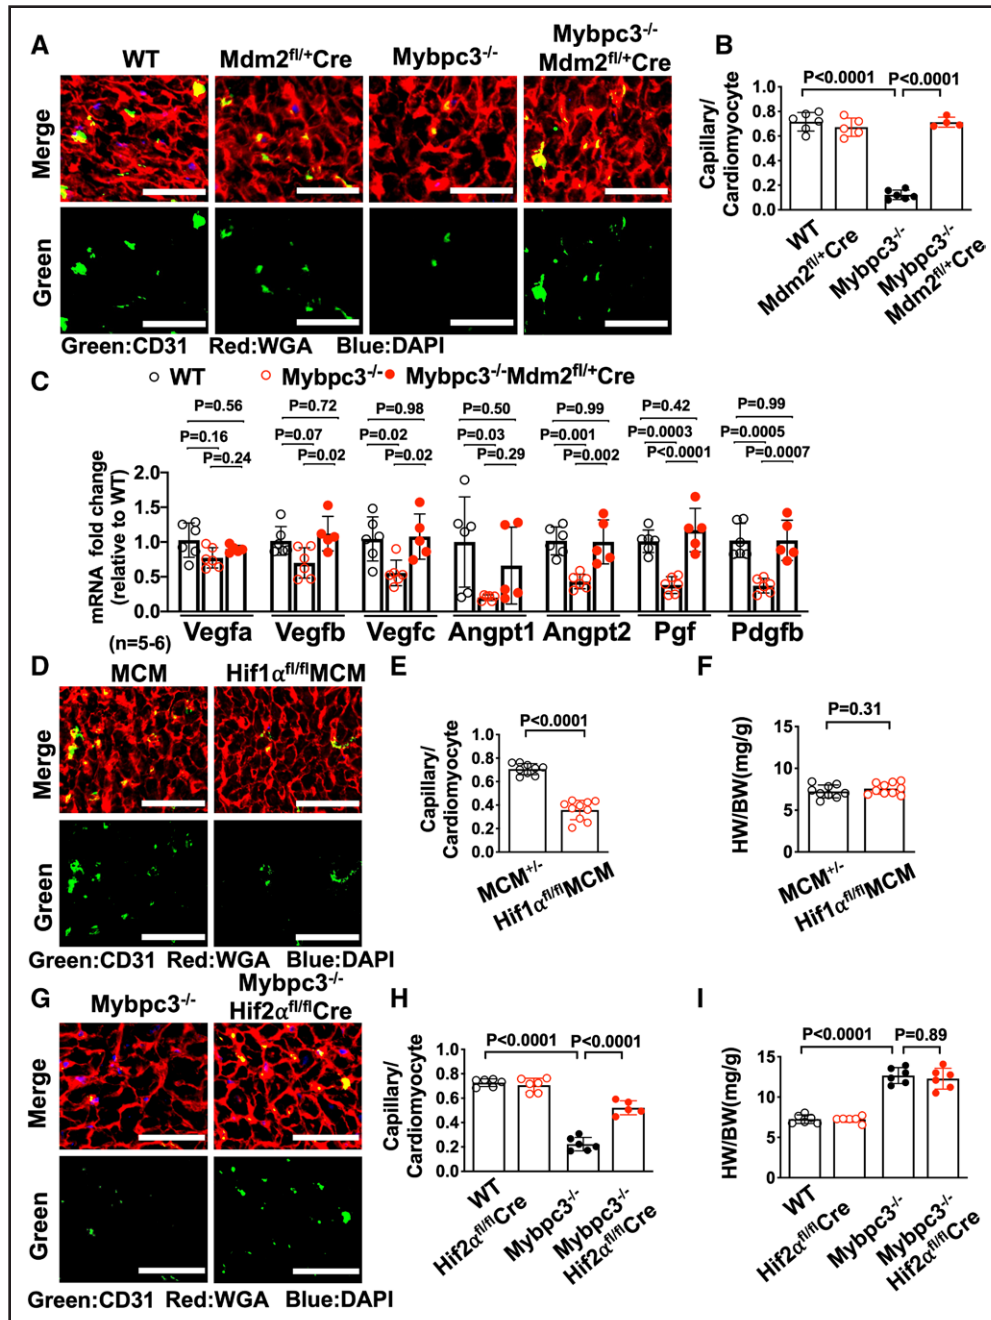 A
WT
Mdm2fl/+Cre
Mybpc3-/-
Mybpc3-/-
Mdm2fl/+Cre
Merge
Green
Green:CD31 Red:WGA Blue:DAPI
B
P<0.0001 P<0.0001
Capillary/
Cardiomyocyte
1.0
0.8
0.6
0.4
0.2
0.0
WT
Mdm2fl/+Cre
Mybpc3-/-
Mybpc3-/-
Mdm2fl/+Cre
C
WT Mybpc3-/- Mybpc3-/-Mdm2fl/+Cre
P=0.56 P=0.72 P=0.98 P=0.50 P=0.99 P=0.42 P=0.99
P=0.16 P=0.07 P=0.02 P=0.03 P=0.001 P=0.0003 P=0.0005
P=0.24 P=0.02 P=0.02 P=0.29 P=0.002 P<0.0001 P=0.0007
mRNA fold change
(relative to WT)
2.0
1.5
1.0
0.5
0.0
(n=5-6)
Vegfa Vegfb Vegfc Angpt1 Angpt2 Pgf Pdgfb
D
MCM Hif1αfl/flMCM
Merge
Green
Green:CD31 Red:WGA Blue:DAPI
E
P<0.0001
Capillary/
Cardiomyocyte
1.0
0.8
0.6
0.4
0.2
0.0
MCM+/-
Hif1αfl/flMCM
F
P=0.31
HW/BW(mg/g)
15
10
5
0
MCM+/-
Hif1αfl/flMCM
G
Mybpc3-/-
Mybpc3-/-
Hif2αfl/flCre
Merge
Green
Green:CD31 Red:WGA Blue:DAPI
H
P<0.0001 P<0.0001
Capillary/
Cardiomyocyte
1.0
0.8
0.6
0.4
0.2
0.0
WT
Hif2αfl/flCre
Mybpc3-/-
Mybpc3-/-
Hif2αfl/flCre
I
P<0.0001 P=0.89
HW/BW(mg/g)
15
10
5
0
WT
Hif2αfl/flCre
Mybpc3-/-
Mybpc3-/-
Hif2αfl/flCre